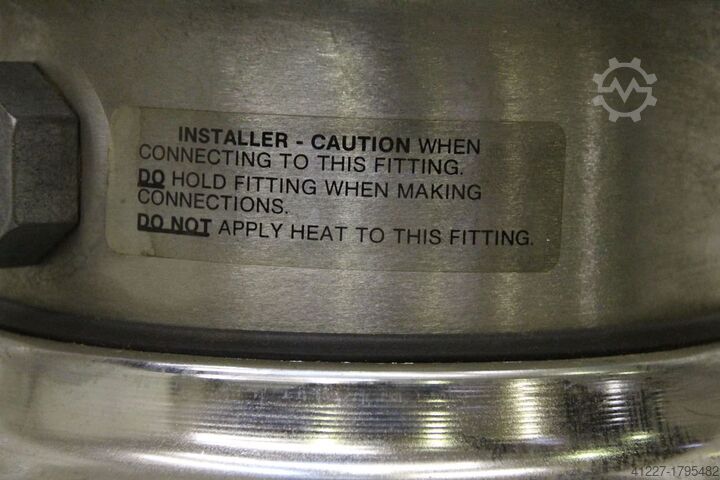 INSTALLER - CAUTION WHEN
CONNECTING TO THIS FITTING.
DO HOLD FITTING WHEN MAKING
CONNECTIONS.
DO NOT APPLY HEAT TO THIS FITTING.
41227-1795482